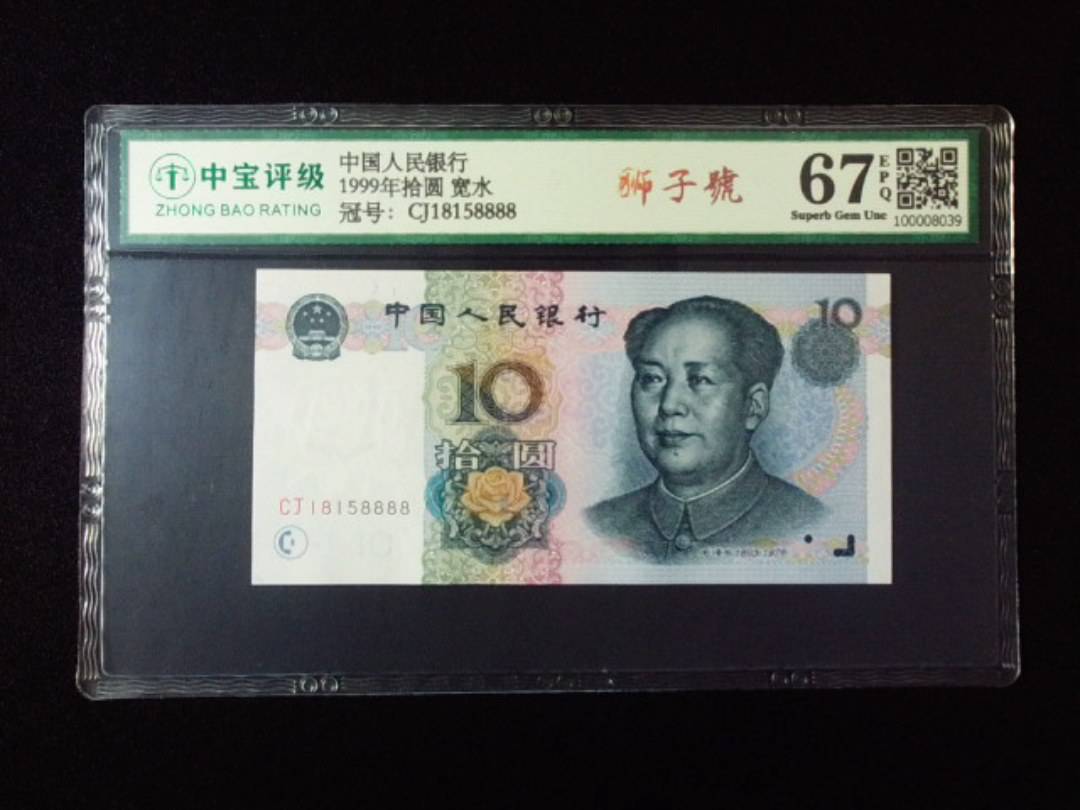 中宝评级
ZHONG BAO RATING
中国人民银行
1999年拾圆 宽水
冠号: CJ18158888
狮子號
67 EPQ
Superb Gem Unc
100008039
中国人民银行
10
10
拾圆
CJ18158888